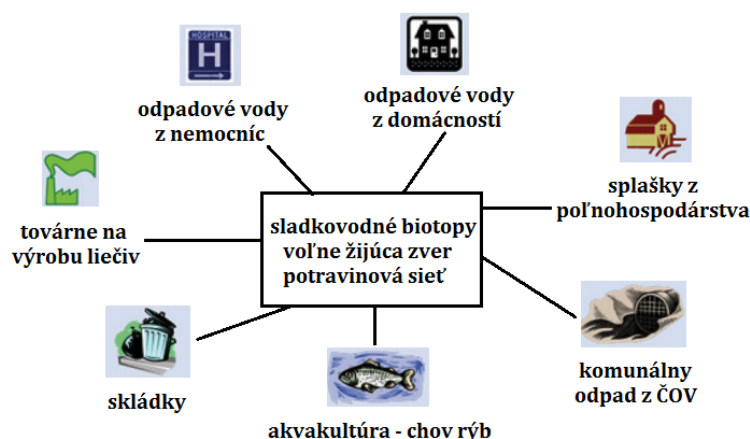 HOSPITAL
H
odpadové vody
z nemocníc
odpadové vody
z domácností
splašky z
poľnohospodárstva
továrne na
výrobu liečiv
sladkovodné biotopy
voľne žijúca zver
potravinová sieť
skládky
akvakultúra - chov rýb
komunálny
odpad z ČOV